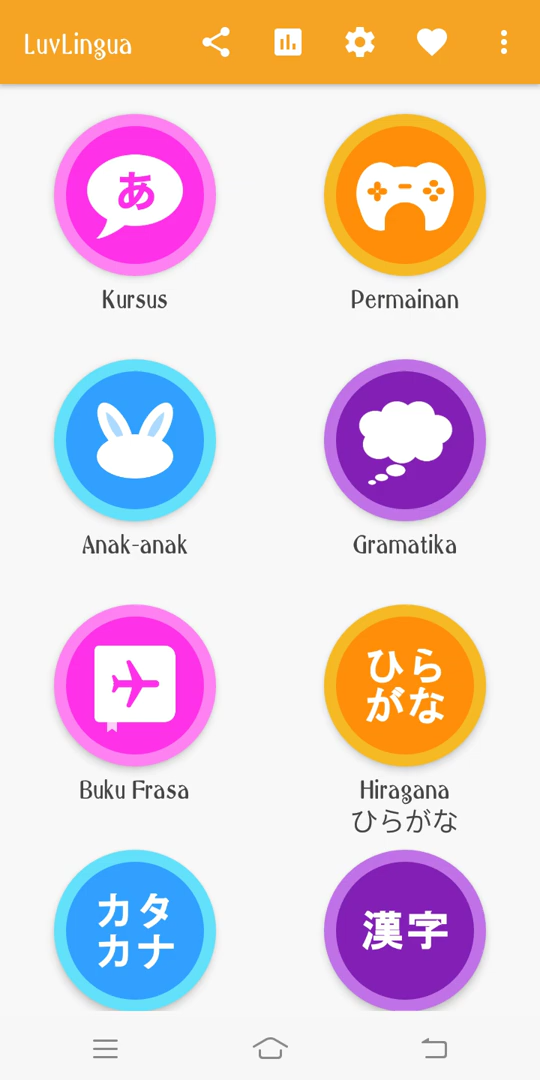 LuvLingua
あ
Kursus
Permainan
Anak-anak
Gramatika
Buku Frasa
ひら
がな
Hiragana
ひらがな
カタ
カナ
漢字